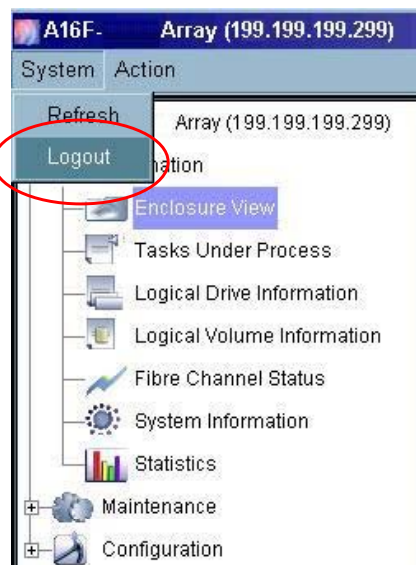 A16F- Array (199.199.199.299)
System Action
Refresh
Array (199.199.199.299)
Logout
mation
Enclosure View
Tasks Under Process
Logical Drive Information
Logical Volume Information
Fibre Channel Status
System Information
Statistics
Maintenance
Configuration